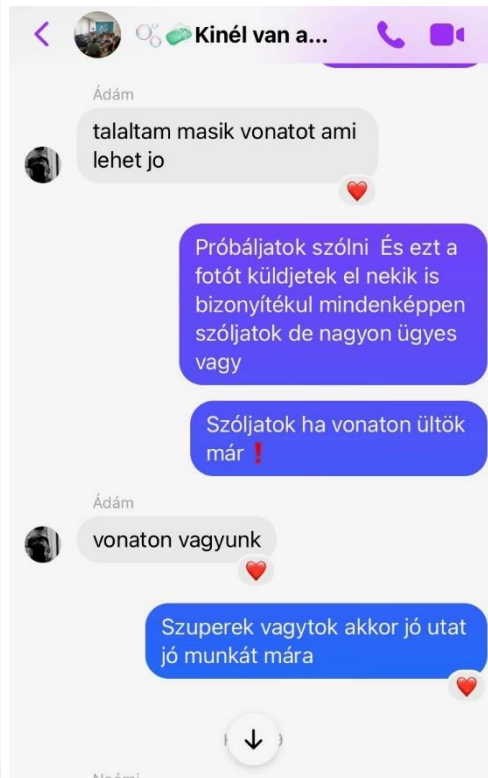 Kinél van a...
Ádám
talaltam masik vonatot ami
lehet jo
Próbáljatok szólni  És ezt a
fotót küldjetek el nekik is
bizonyítékul mindenképpen
szóljatok de nagyon ügyes
vagy
Szóljatok ha vonaton ültök
már❗
Ádám
vonaton vagyunk
Szuperek vagytok akkor jó utat
jó munkát mára